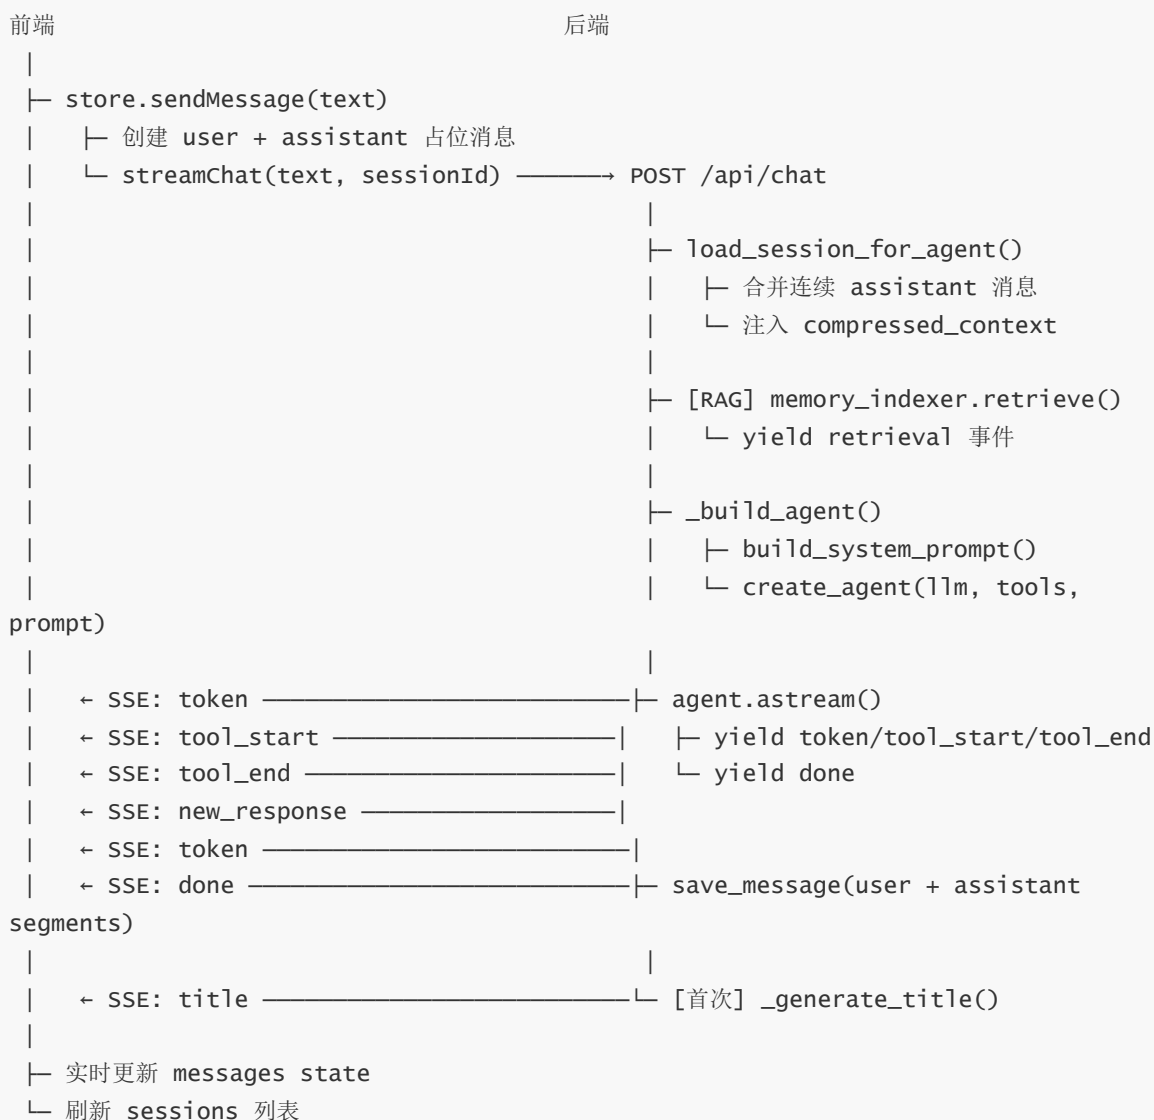 前端                                    后端
 │
 ├─ store.sendMessage(text)
 │   ├─ 创建 user + assistant 占位消息
 │   └─ streamChat(text, sessionId) ──────→ POST /api/chat
 │                                           │
 │                                           ├─ load_session_for_agent()
 │                                           │   ├─ 合并连续 assistant 消息
 │                                           │   └─ 注入 compressed_context
 │                                           │
 │                                           ├─ [RAG] memory_indexer.retrieve()
 │                                           │   └─ yield retrieval 事件
 │                                           │
 │                                           ├─ _build_agent()
 │                                           │   ├─ build_system_prompt()
 │                                           │   └─ create_agent(llm, tools,
prompt)
 │                                           │
 │   ← SSE: token ──────────────────────────├─ agent.astream()
 │   ← SSE: tool_start ────────────────────│   ├─ yield token/tool_start/tool_end
 │   ← SSE: tool_end ──────────────────────│   └─ yield done
 │   ← SSE: new_response ──────────────────│
 │   ← SSE: token ──────────────────────────│
 │   ← SSE: done ───────────────────────────├─ save_message(user + assistant
segments)
 │                                           │
 │   ← SSE: title ──────────────────────────└─ [首次] _generate_title()
 │
 ├─ 实时更新 messages state
 └─ 刷新 sessions 列表